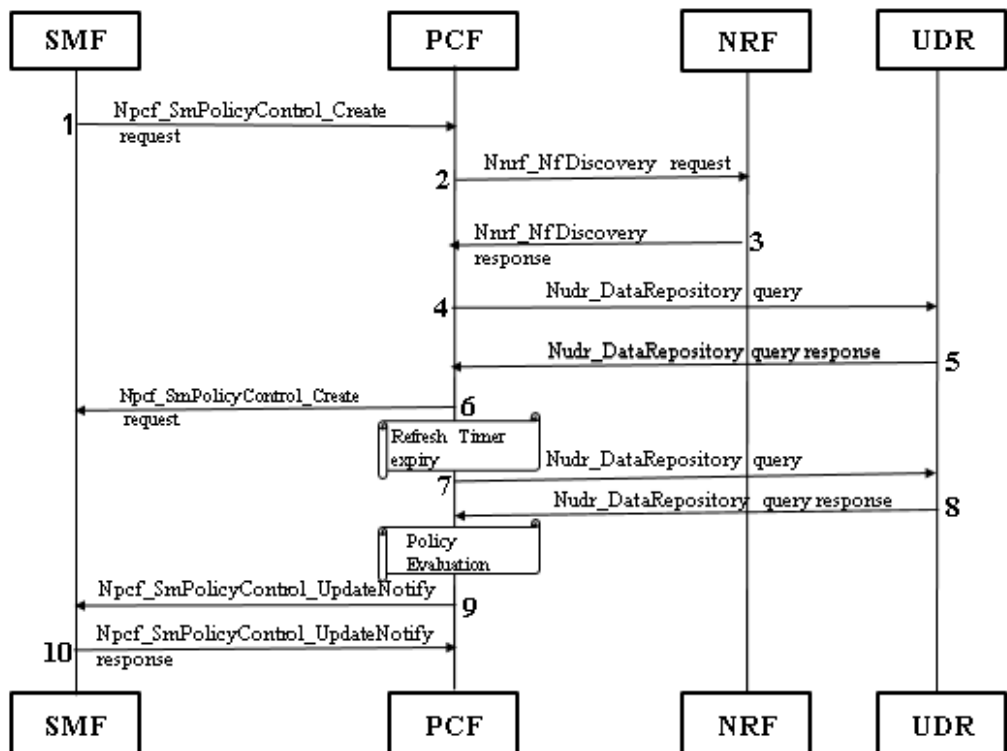 SMF PCF NRF UDR
Npcf_SmPolicyControl_Create
1
request
Nnrf_NfDiscovery request
2
Nnrf_NfDiscovery
3
response
Nudr_DataRepository query
4
Nudr_DataRepository query response
5
Npcf_SmPolicyControl_Create
6
request
Refresh Timer
expiry
Nudr_DataRepository query
7
Nudr_DataRepository query response
8
Policy
Evaluation
Npcf_SmPolicyControl_UpdateNotify
9
Npcf_SmPolicyControl_UpdateNotify
10
response
SMF PCF NRF UDR